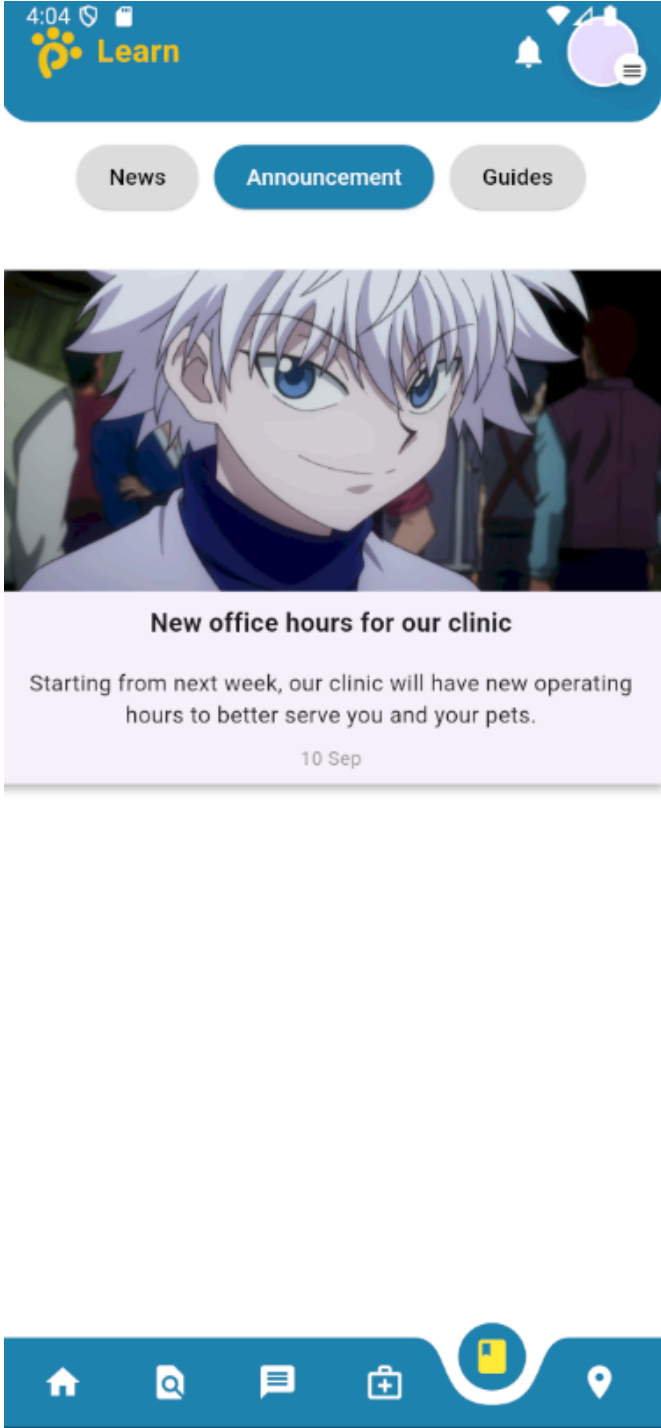 4:04
Learn
News
Announcement
Guides
New office hours for our clinic
Starting from next week, our clinic will have new operating
hours to better serve you and your pets.
10 Sep